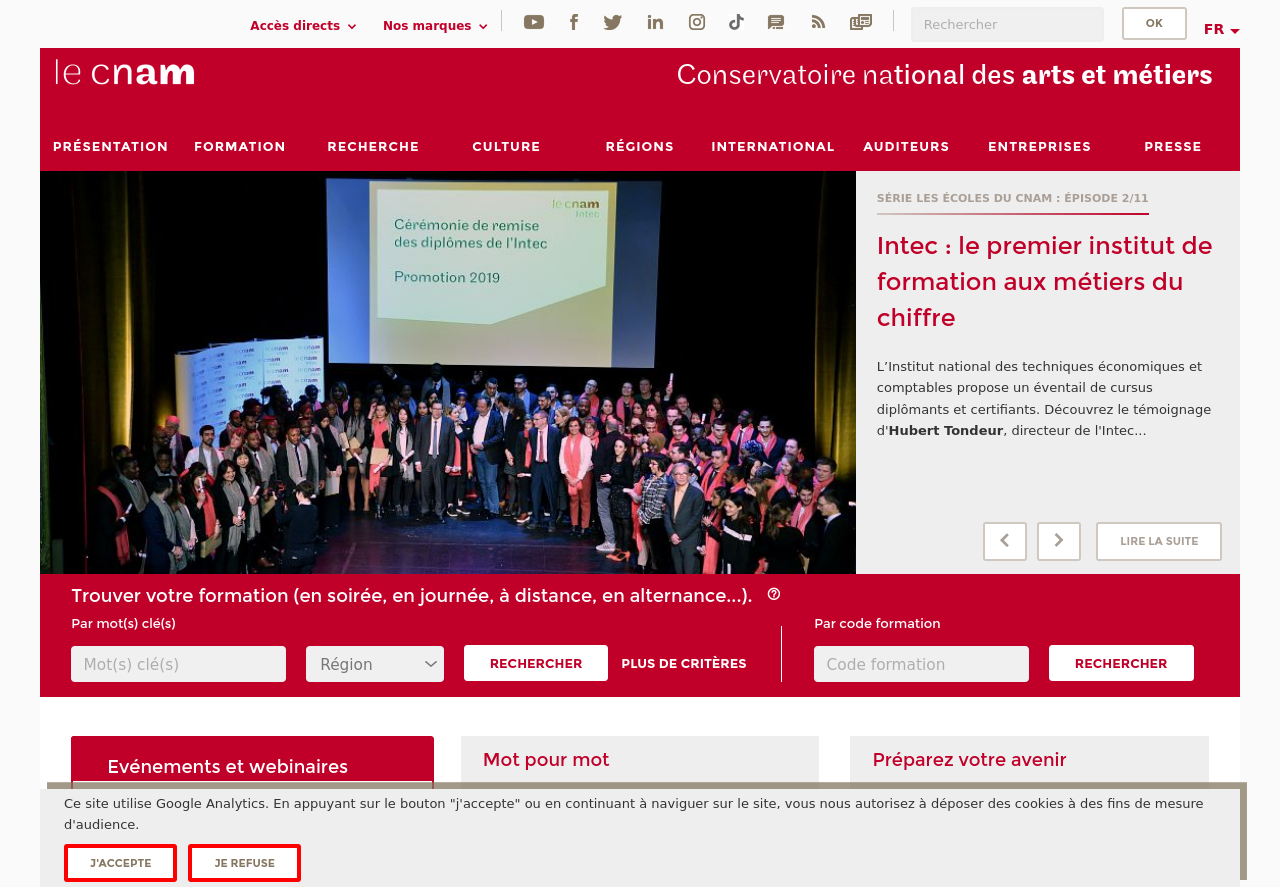 Accès directs
Nos marques
Rechercher
OK
FR
le cnam
Conservatoire national des arts et métiers
PRÉSENTATION
FORMATION
RECHERCHE
CULTURE
RÉGIONS
INTERNATIONAL
AUDITEURS
ENTREPRISES
PRESSE
le cnam
Intec
Cérémonie de remise
des diplômes de l'Intec
Promotion 2019
SÉRIE LES ÉCOLES DU CNAM : ÉPISODE 2/11
Intec : le premier institut de
formation aux métiers du
chiffre
L’Institut national des techniques économiques et
comptables propose un éventail de cursus
diplômants et certifiants. Découvrez le témoignage
d'Hubert Tondeur, directeur de l'Intec...
LIRE LA SUITE
Trouver votre formation (en soirée, en journée, à distance, en alternance...).
Par mot(s) clé(s)
Mot(s) clé(s)
Région
RECHERCHER
PLUS DE CRITÈRES
Par code formation
Code formation
RECHERCHER
Evénements et webinaires
Mot pour mot
Préparez votre avenir
Ce site utilise Google Analytics. En appuyant sur le bouton "j'accepte" ou en continuant à naviguer sur le site, vous nous autorisez à déposer des cookies à des fins de mesure
d'audience.
J'ACCEPTE
JE REFUSE